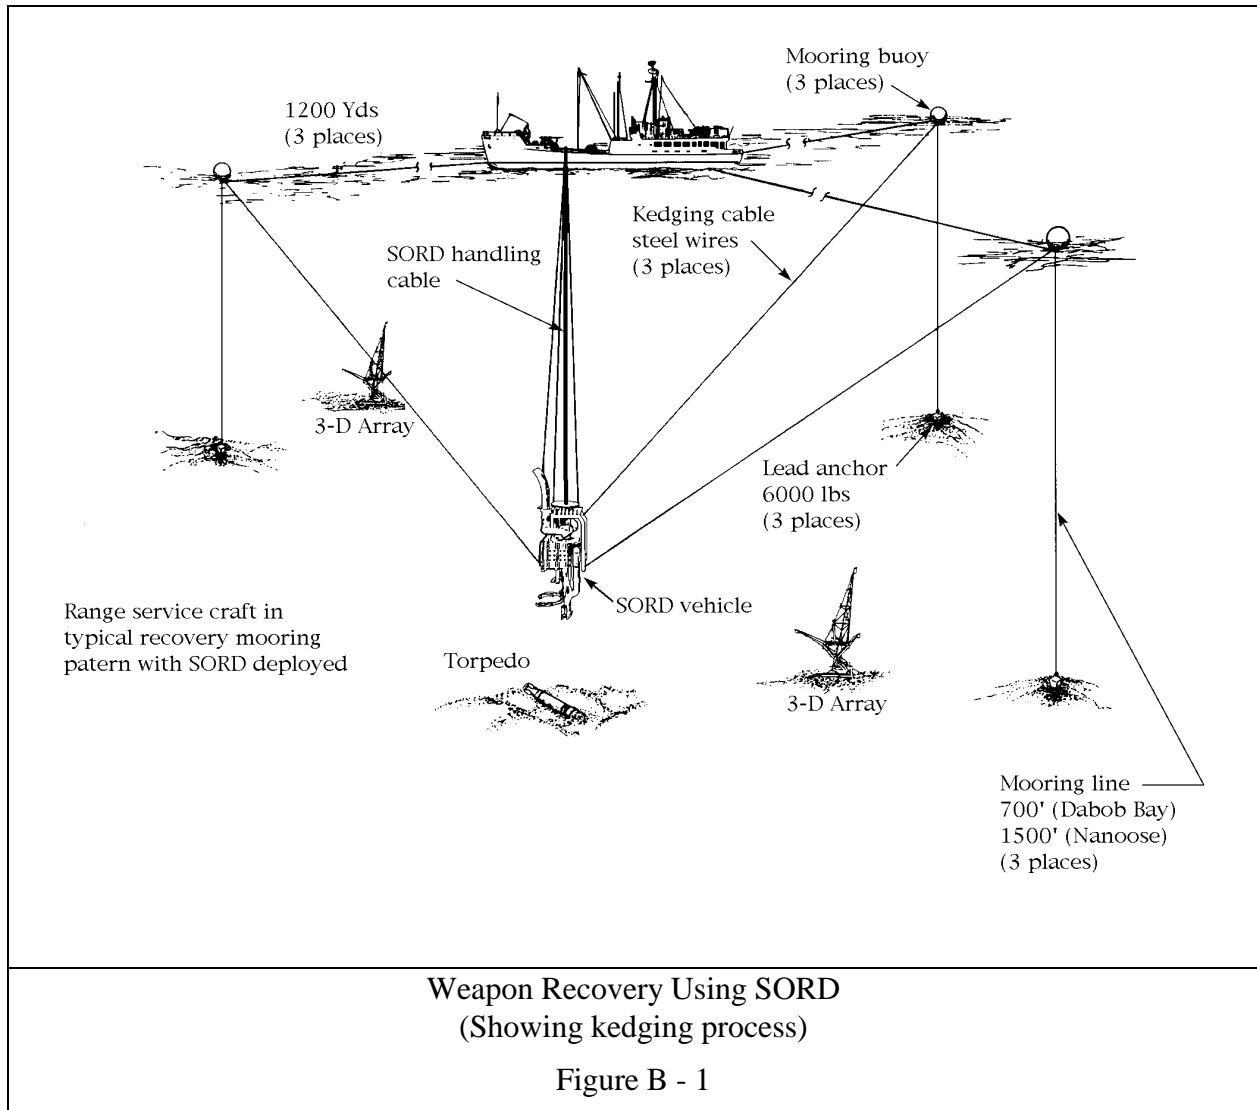 Mooring buoy
(3 places)
1200 Yds
(3 places)
Kedging cable
steel wires
(3 places)
SORD handling
cable
3-D Array
Lead anchor
6000 lbs
(3 places)
SORD vehicle
Range service craft in
typical recovery mooring
patern with SORD deployed
Torpedo
3-D Array
Mooring line
700' (Dabob Bay)
1500' (Nanoose)
(3 places)
Weapon Recovery Using SORD
(Showing kedging process)
Figure B - 1